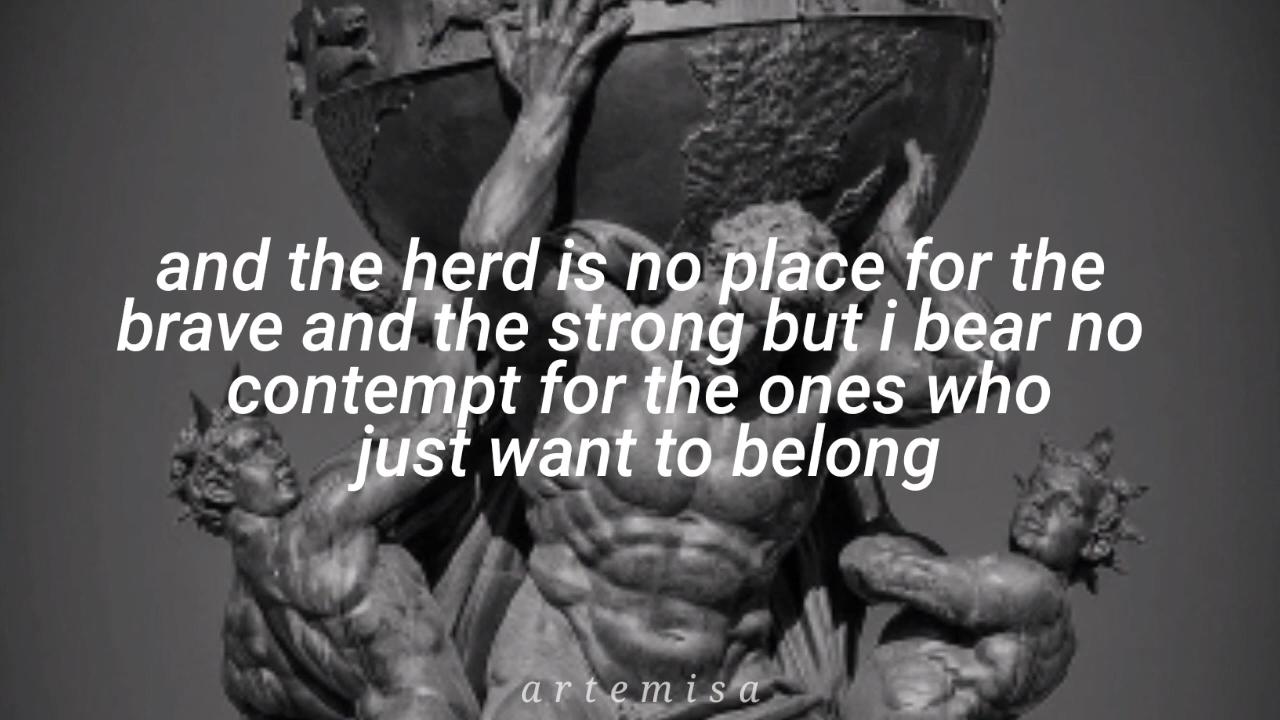 and the herd is no place for the
brave and the strong but i bear no
contempt for the ones who
just want to belong
artemisa